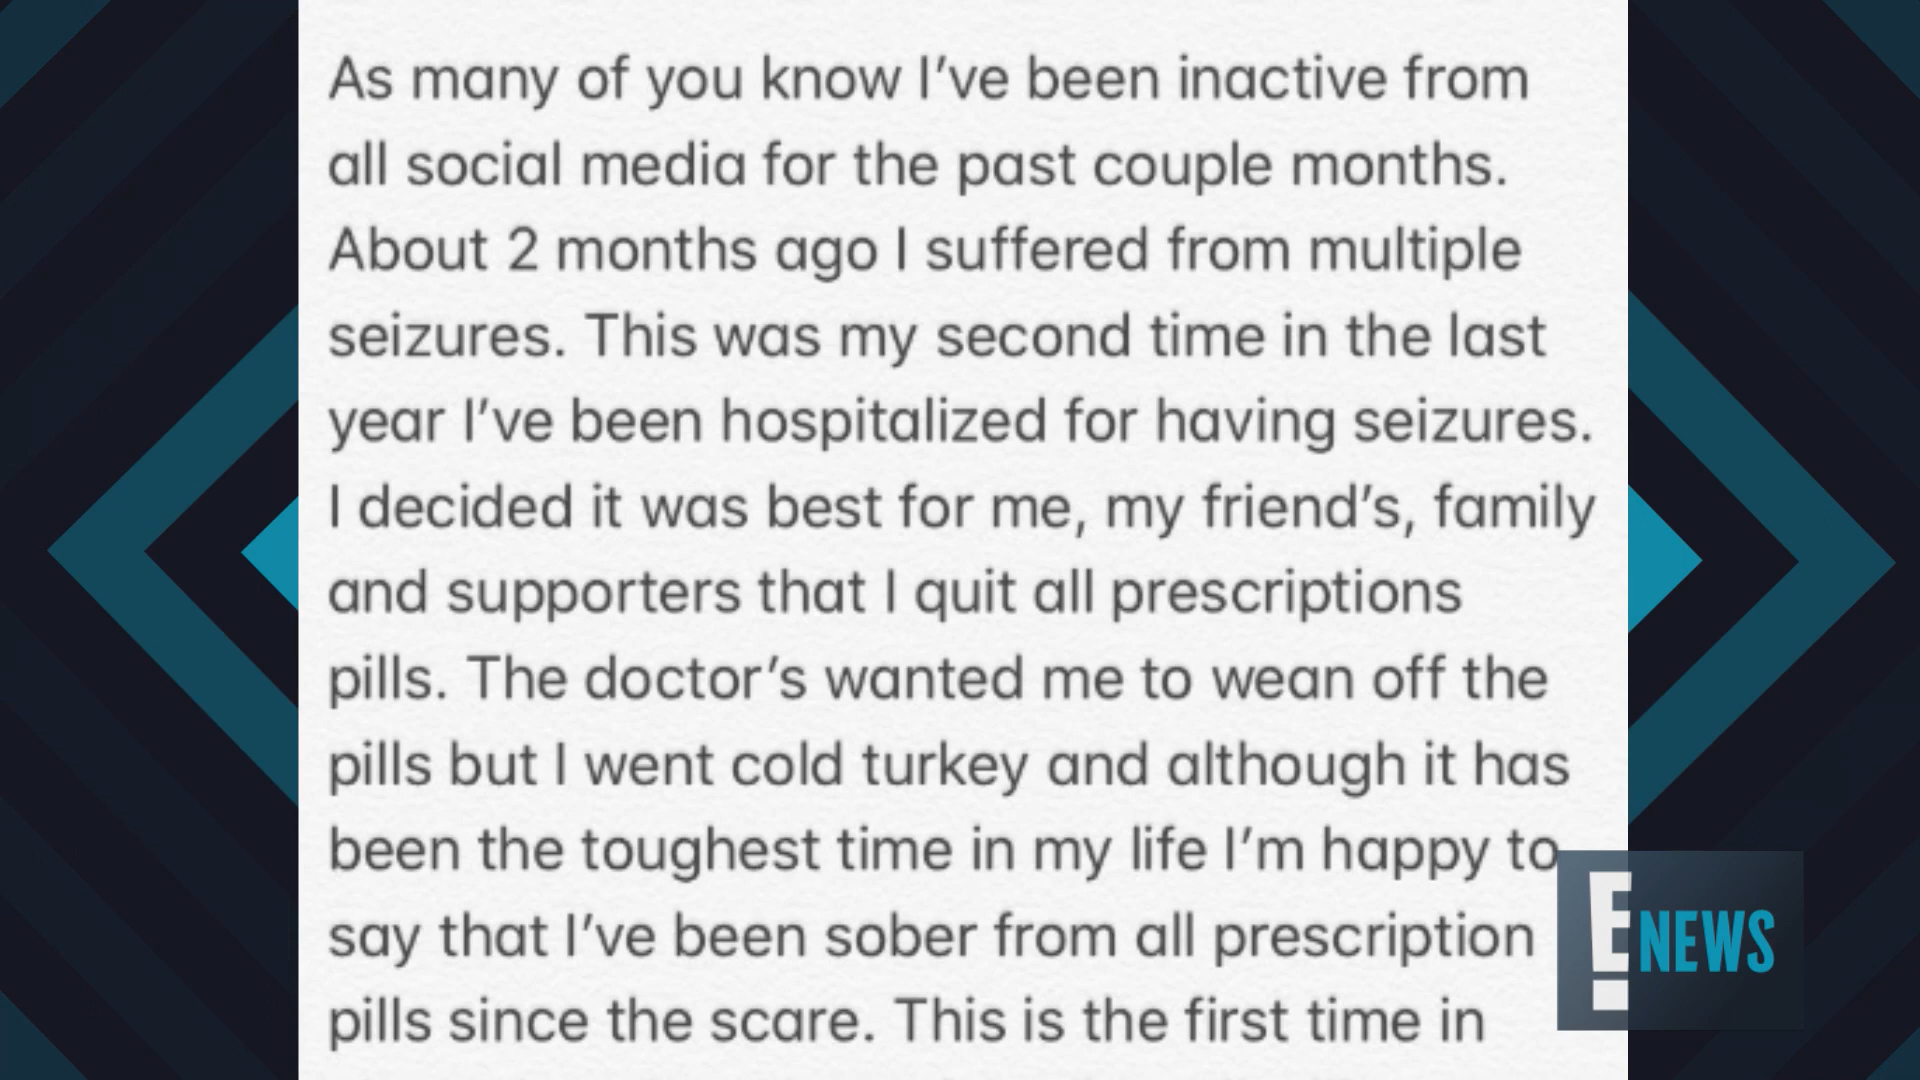 As many of you know I've been inactive from
all social media for the past couple months.
About 2 months ago I suffered from multiple
seizures. This was my second time in the last
year I've been hospitalized for having seizures.
I decided it was best for me, my friend's, family
and supporters that I quit all prescriptions
pills. The doctor's wanted me to wean off the
pills but I went cold turkey and although it has
been the toughest time in my life I'm happy to
say that I've been sober from all prescription
pills since the scare. This is the first time in
E! NEWS